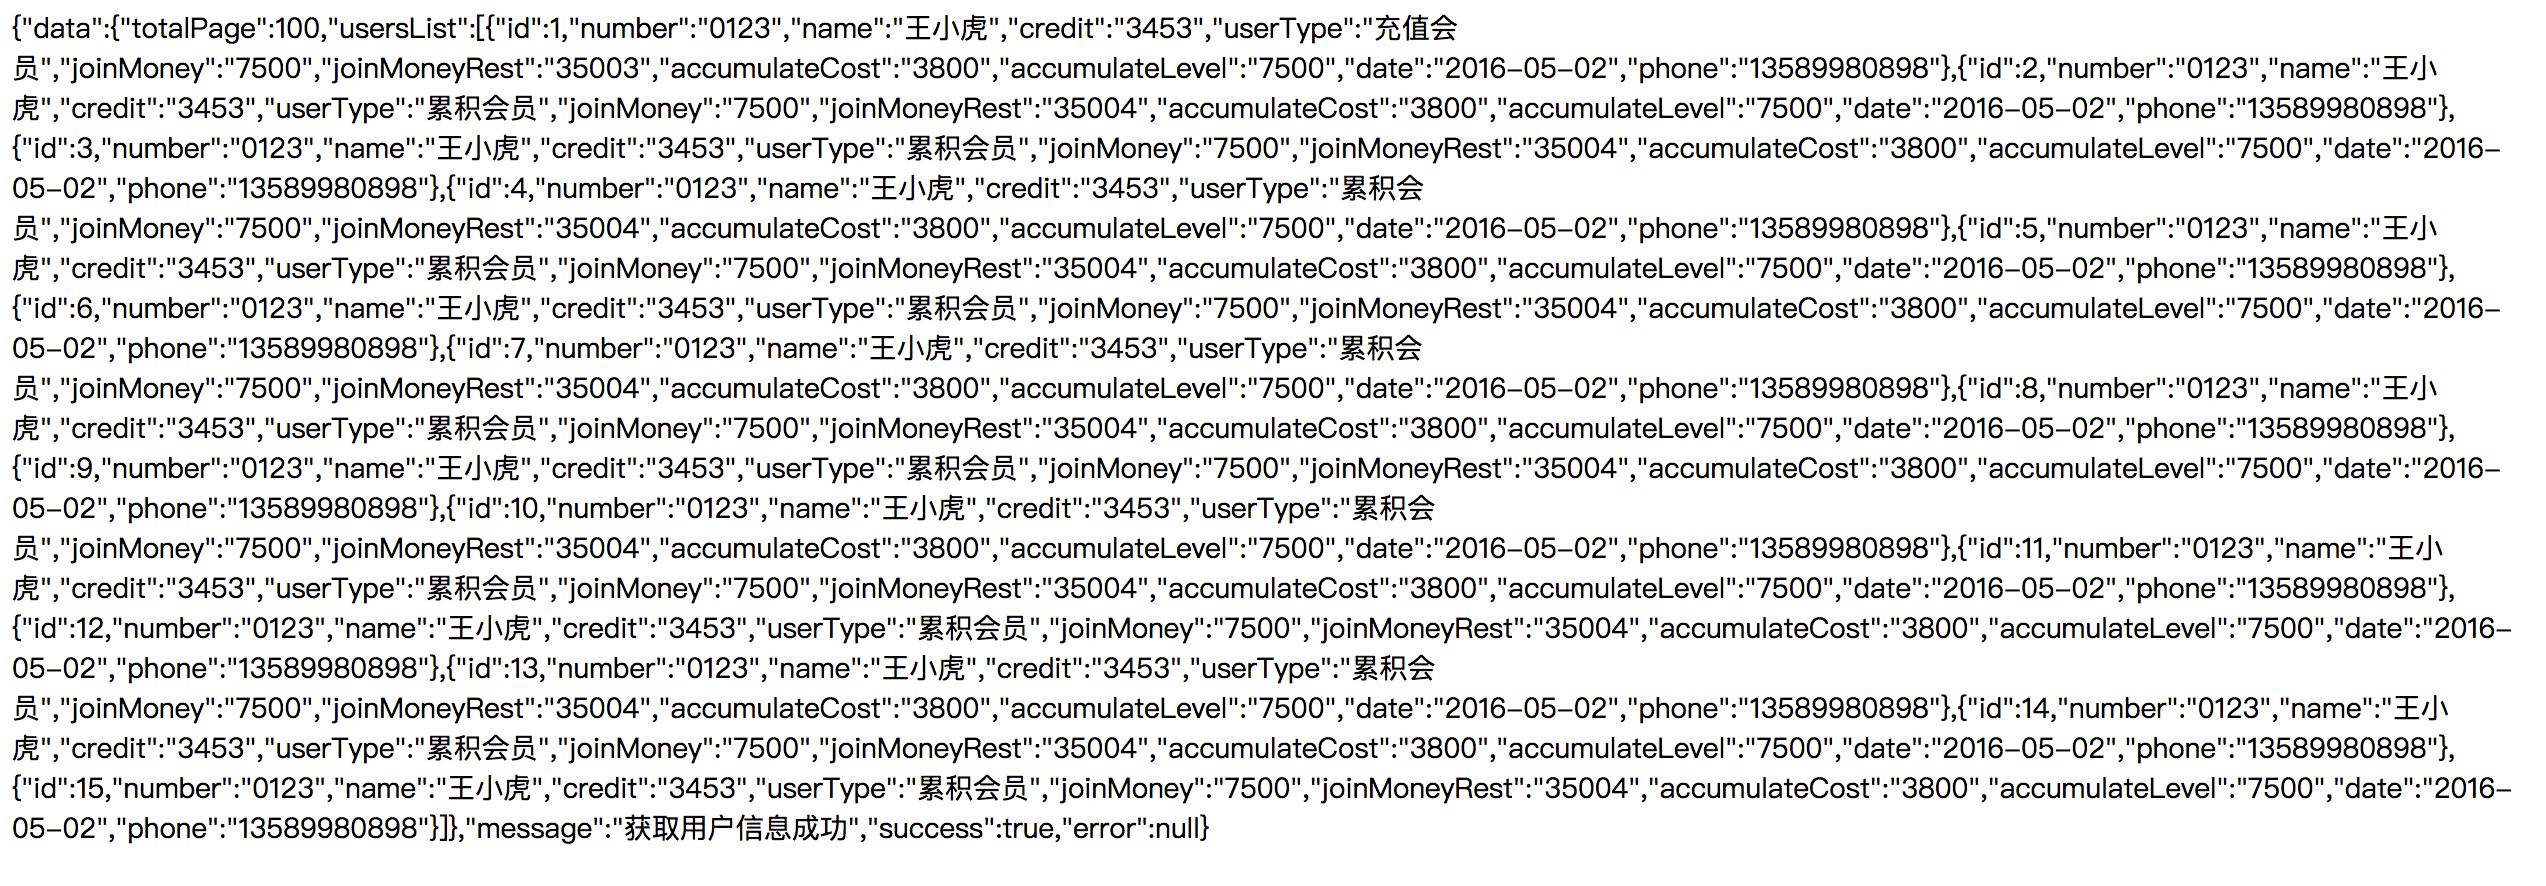 {"data":{"totalPage":100,"usersList":[{"id":1,"number":"0123","name":"王小虎","credit":"3453","userType":"充值会
员","joinMoney":"7500","joinMoneyRest":"35003","accumulateCost":"3800","accumulateLevel":"7500","date":"2016-05-02","phone":"13589980898"},{"id":2,"number":"0123","name":"王小
虎","credit":"3453","userType":"累积会员","joinMoney":"7500","joinMoneyRest":"35004","accumulateCost":"3800","accumulateLevel":"7500","date":"2016-05-02","phone":"13589980898"},
{"id":3,"number":"0123","name":"王小虎","credit":"3453","userType":"累积会员","joinMoney":"7500","joinMoneyRest":"35004","accumulateCost":"3800","accumulateLevel":"7500","date":"2016-
05-02","phone":"13589980898"},{"id":4,"number":"0123","name":"王小虎","credit":"3453","userType":"累积会
员","joinMoney":"7500","joinMoneyRest":"35004","accumulateCost":"3800","accumulateLevel":"7500","date":"2016-05-02","phone":"13589980898"},{"id":5,"number":"0123","name":"王小
虎","credit":"3453","userType":"累积会员","joinMoney":"7500","joinMoneyRest":"35004","accumulateCost":"3800","accumulateLevel":"7500","date":"2016-05-02","phone":"13589980898"},
{"id":6,"number":"0123","name":"王小虎","credit":"3453","userType":"累积会员","joinMoney":"7500","joinMoneyRest":"35004","accumulateCost":"3800","accumulateLevel":"7500","date":"2016-
05-02","phone":"13589980898"},{"id":7,"number":"0123","name":"王小虎","credit":"3453","userType":"累积会
员","joinMoney":"7500","joinMoneyRest":"35004","accumulateCost":"3800","accumulateLevel":"7500","date":"2016-05-02","phone":"13589980898"},{"id":8,"number":"0123","name":"王小
虎","credit":"3453","userType":"累积会员","joinMoney":"7500","joinMoneyRest":"35004","accumulateCost":"3800","accumulateLevel":"7500","date":"2016-05-02","phone":"13589980898"},
{"id":9,"number":"0123","name":"王小虎","credit":"3453","userType":"累积会员","joinMoney":"7500","joinMoneyRest":"35004","accumulateCost":"3800","accumulateLevel":"7500","date":"2016-
05-02","phone":"13589980898"},{"id":10,"number":"0123","name":"王小虎","credit":"3453","userType":"累积会
员","joinMoney":"7500","joinMoneyRest":"35004","accumulateCost":"3800","accumulateLevel":"7500","date":"2016-05-02","phone":"13589980898"},{"id":11,"number":"0123","name":"王小
虎","credit":"3453","userType":"累积会员","joinMoney":"7500","joinMoneyRest":"35004","accumulateCost":"3800","accumulateLevel":"7500","date":"2016-05-02","phone":"13589980898"},
{"id":12,"number":"0123","name":"王小虎","credit":"3453","userType":"累积会员","joinMoney":"7500","joinMoneyRest":"35004","accumulateCost":"3800","accumulateLevel":"7500","date":"2016-
05-02","phone":"13589980898"},{"id":13,"number":"0123","name":"王小虎","credit":"3453","userType":"累积会
员","joinMoney":"7500","joinMoneyRest":"35004","accumulateCost":"3800","accumulateLevel":"7500","date":"2016-05-02","phone":"13589980898"},{"id":14,"number":"0123","name":"王小
虎","credit":"3453","userType":"累积会员","joinMoney":"7500","joinMoneyRest":"35004","accumulateCost":"3800","accumulateLevel":"7500","date":"2016-05-02","phone":"13589980898"},
{"id":15,"number":"0123","name":"王小虎","credit":"3453","userType":"累积会员","joinMoney":"7500","joinMoneyRest":"35004","accumulateCost":"3800","accumulateLevel":"7500","date":"2016-
05-02","phone":"13589980898"}]},"message":"获取用户信息成功","success":true,"error":null}